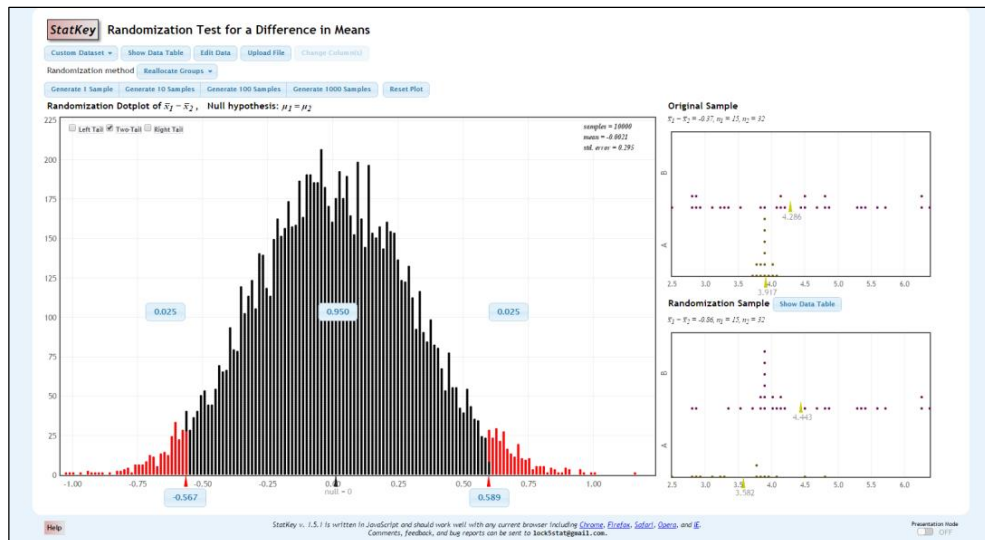 StatKey Randomization Test for a Difference in Means
Custom Dataset Show Data Table Edit Data Upload File Change Column(s)
Randomization method Reallocate Groups
Generate 1 Sample Generate 10 Samples Generate 100 Samples Generate 1000 Samples Reset Plot
Randomization Dotplot of x̄₁ − x̄₂ , Null hypothesis: μ₁ = μ₂
Left Tail Two-Tail Right Tail
samples = 10000
mean = -0.0021
std. error = 0.295
225
200
175
150
125
100
75
50
25
0
0.025 0.950 0.025
-1.00 -0.75 -0.50 -0.25 0.00 0.25 0.50 0.75 1.00
null = 0
-0.567 0.589
Original Sample
x̄₁ − x̄₂ = -0.37, n₁ = 15, n₂ = 32
B
4.286
A
2.5 3.0 3.5 4.0 4.5 5.0 5.5 6.0
3.917
Randomization Sample Show Data Table
x̄₁ − x̄₂ = -0.86, n₁ = 15, n₂ = 32
B
4.443
A
2.5 3.0 3.5 4.0 4.5 5.0 5.5 6.0
3.582
Help
StatKey v. 1.5.1 is written in JavaScript and should work well with any current browser including Chrome, Firefox, Safari, Opera, and IE.
Comments, feedback, and bug reports can be sent to lock5stat@gmail.com.
Presentation Mode
OFF